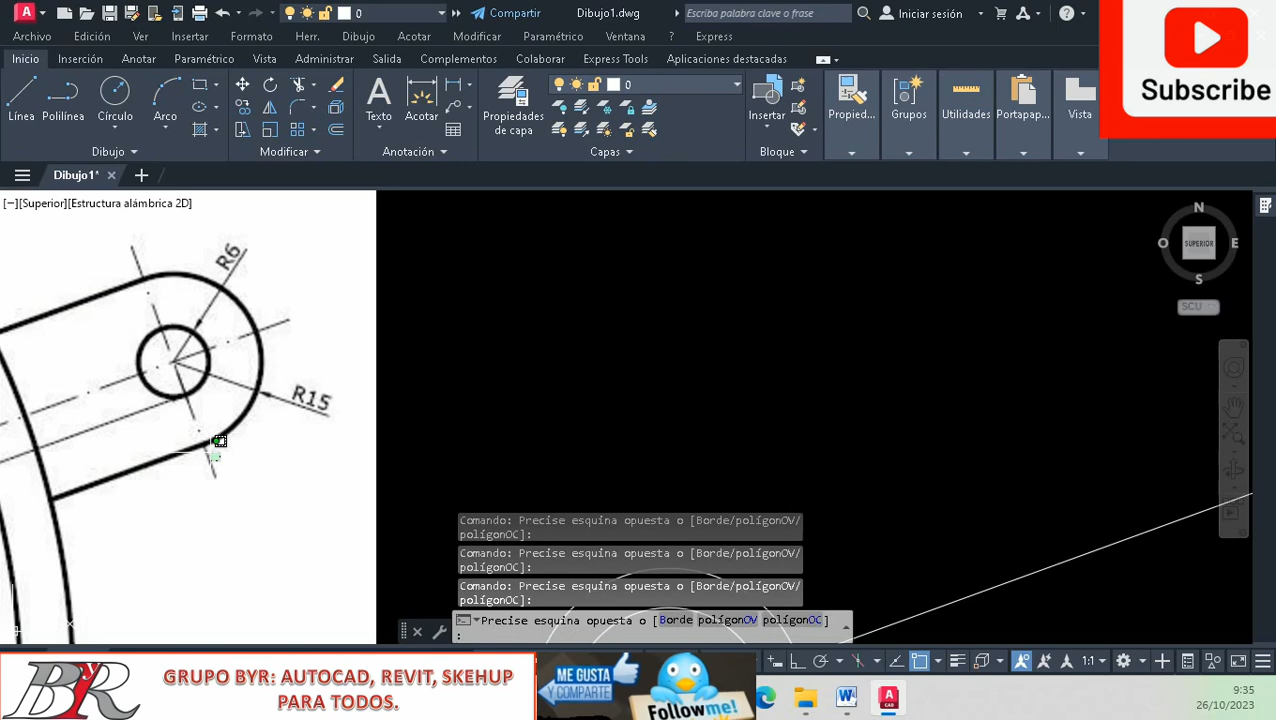 0
Compartir
Dibujo1.dwg
Escriba palabra clave o frase
Iniciar sesión
Archivo Edición Ver Insertar Formato Herr. Dibujo Acotar Modificar Paramétrico Ventana ? Express
Inicio Inserción Anotar Paramétrico Vista Administrar Salida Complementos Colaborar Express Tools Aplicaciones destacadas
Línea Polilínea Círculo Arco
Texto Acotar
Propiedades
de capa
0
Insertar Propied... Grupos Utilidades Portapap... Vista
Dibujo Modificar Anotación Capas Bloque
Subscribe
Dibujo1*
[−][Superior][Estructura alámbrica 2D]
R6
R15
N
O SUPERIOR E
S
SCU
Comando: Precise esquina opuesta o [Borde/polígonOV/
polígonOC]:
Comando: Precise esquina opuesta o [Borde/polígonOV/
polígonOC]:
Comando: Precise esquina opuesta o [Borde/polígonOV/
polígonOC]:
Precise esquina opuesta o [Borde polígonOV polígonOC]
:
1:1
ByR
GRUPO BYR: AUTOCAD, REVIT, SKEHUP
PARA TODOS.
ME GUSTA
Y COMPARTE
Follow me!
9:35
26/10/2023